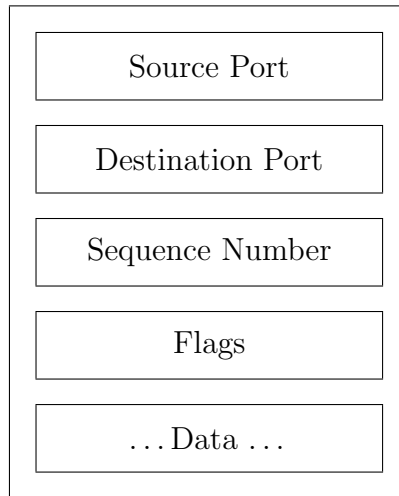 Source Port
Destination Port
Sequence Number
Flags
...Data ...